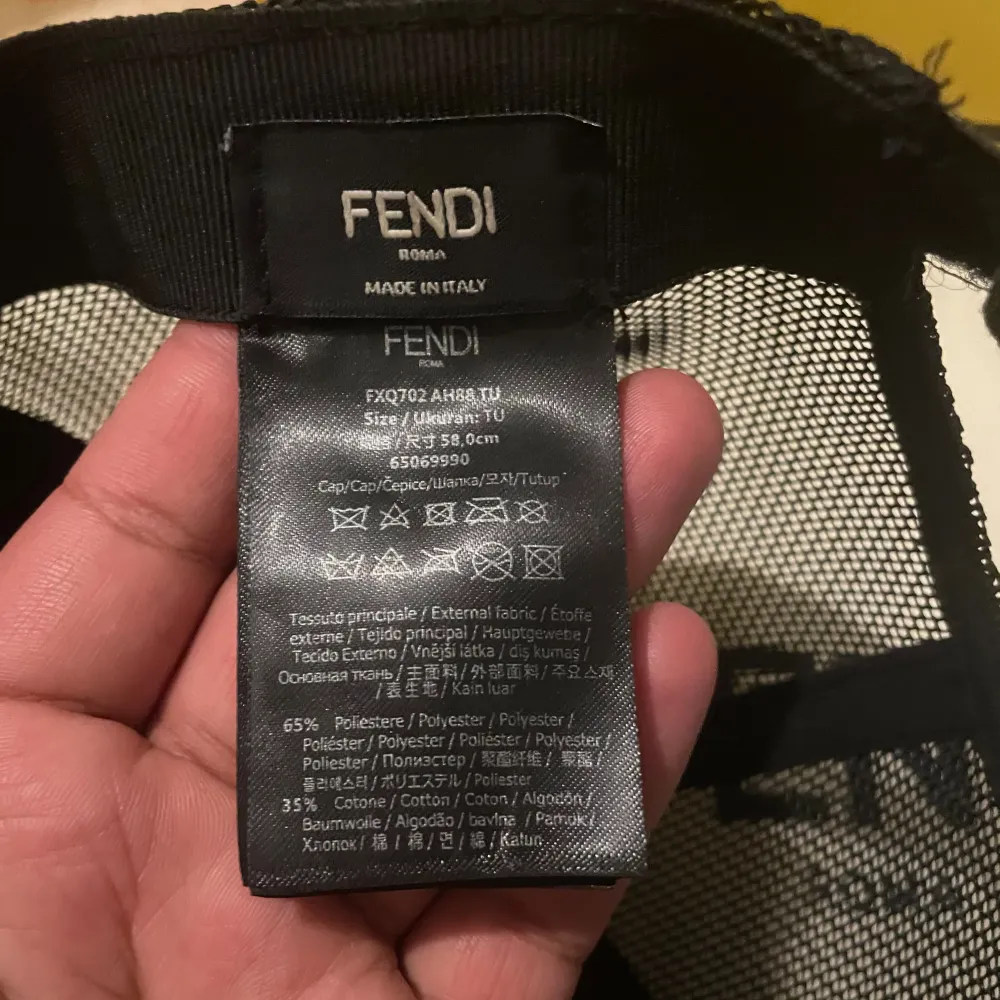 FENDI
ROMA
MADE IN ITALY
FENDI
ROMA
FXQ702 AH88 TU
Size / Ukuran: TU
/ 尺寸 58,0cm
65069990
Cap/Cap/Čepice/Шапка/모자/Tutup
Tessuto principale / External fabric / Étoffe
externe / Tejido principal / Hauptgewebe /
Tecido Externo / Vnější látka / dış kumaş /
Основная ткань / 主面料 / 外部面料 / 주요소재
/ 表生地 / Kain luar
65% Poliestere / Polyester / Polyester /
Poliéster / Polyester / Poliéster / Polyester /
Polyester / Полиэстер / 聚酯纤维 / 聚酯 /
폴리에스터 / ポリエステル / Poliester
35% Cotone / Cotton / Coton / Algodón /
Baumwolle / Algodão / bavlna / Pamuk /
Хлопок / 棉 / 棉 / 면 / 綿 / Katun